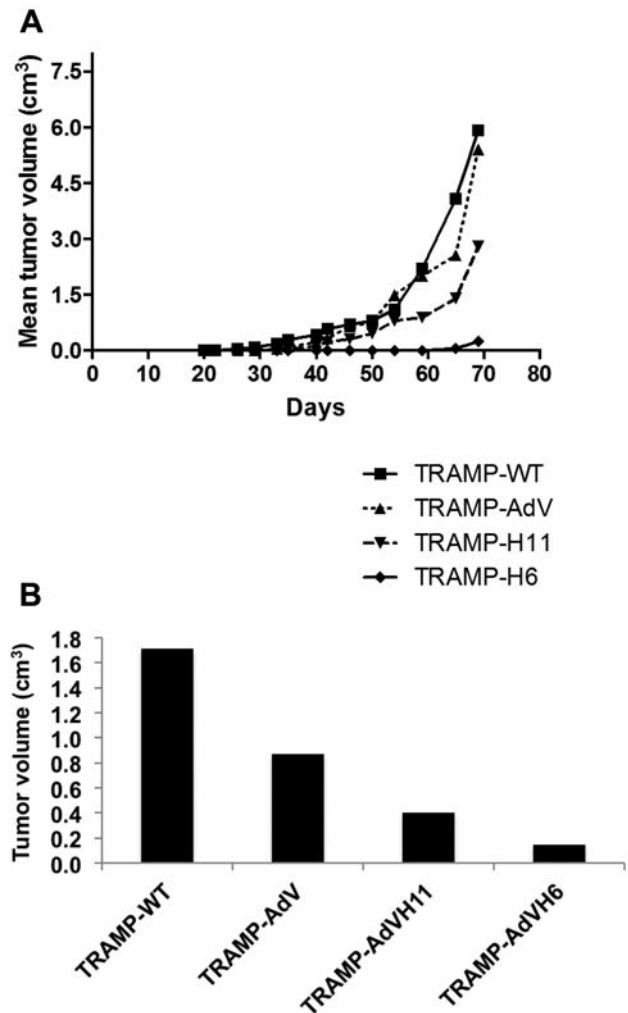 A
Mean tumor volume (cm³)
7.5
6.0
4.5
3.0
1.5
0.0
0 10 20 30 40 50 60 70 80
Days
TRAMP-WT
TRAMP-AdV
TRAMP-H11
TRAMP-H6
B
Tumor volume (cm³)
1.8
1.6
1.4
1.2
1.0
0.8
0.6
0.4
0.2
0.0
TRAMP-WT
TRAMP-AdV
TRAMP-AdVH11
TRAMP-AdVH6